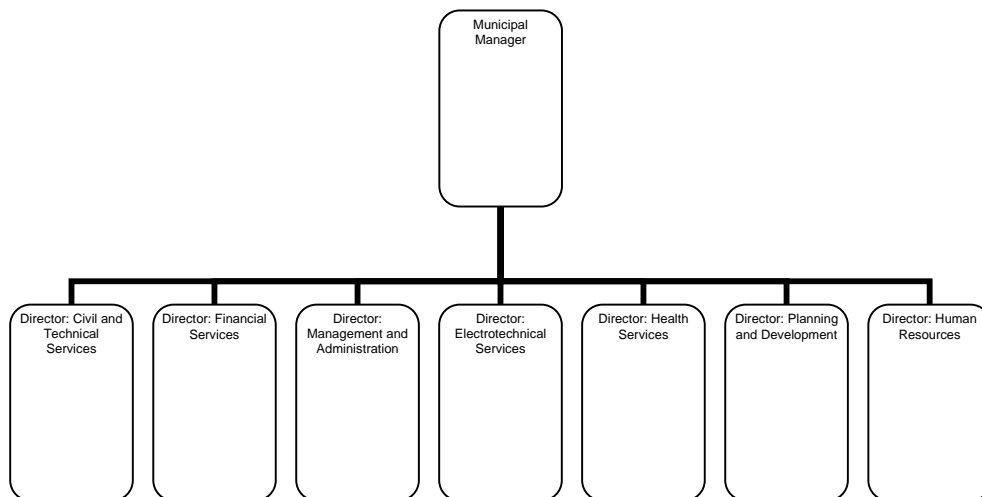 Municipal
Manager
Director: Civil and
Technical
Services
Director: Financial
Services
Director:
Management and
Administration
Director:
Electrotechnical
Services
Director: Health
Services
Director: Planning
and Development
Director: Human
Resources